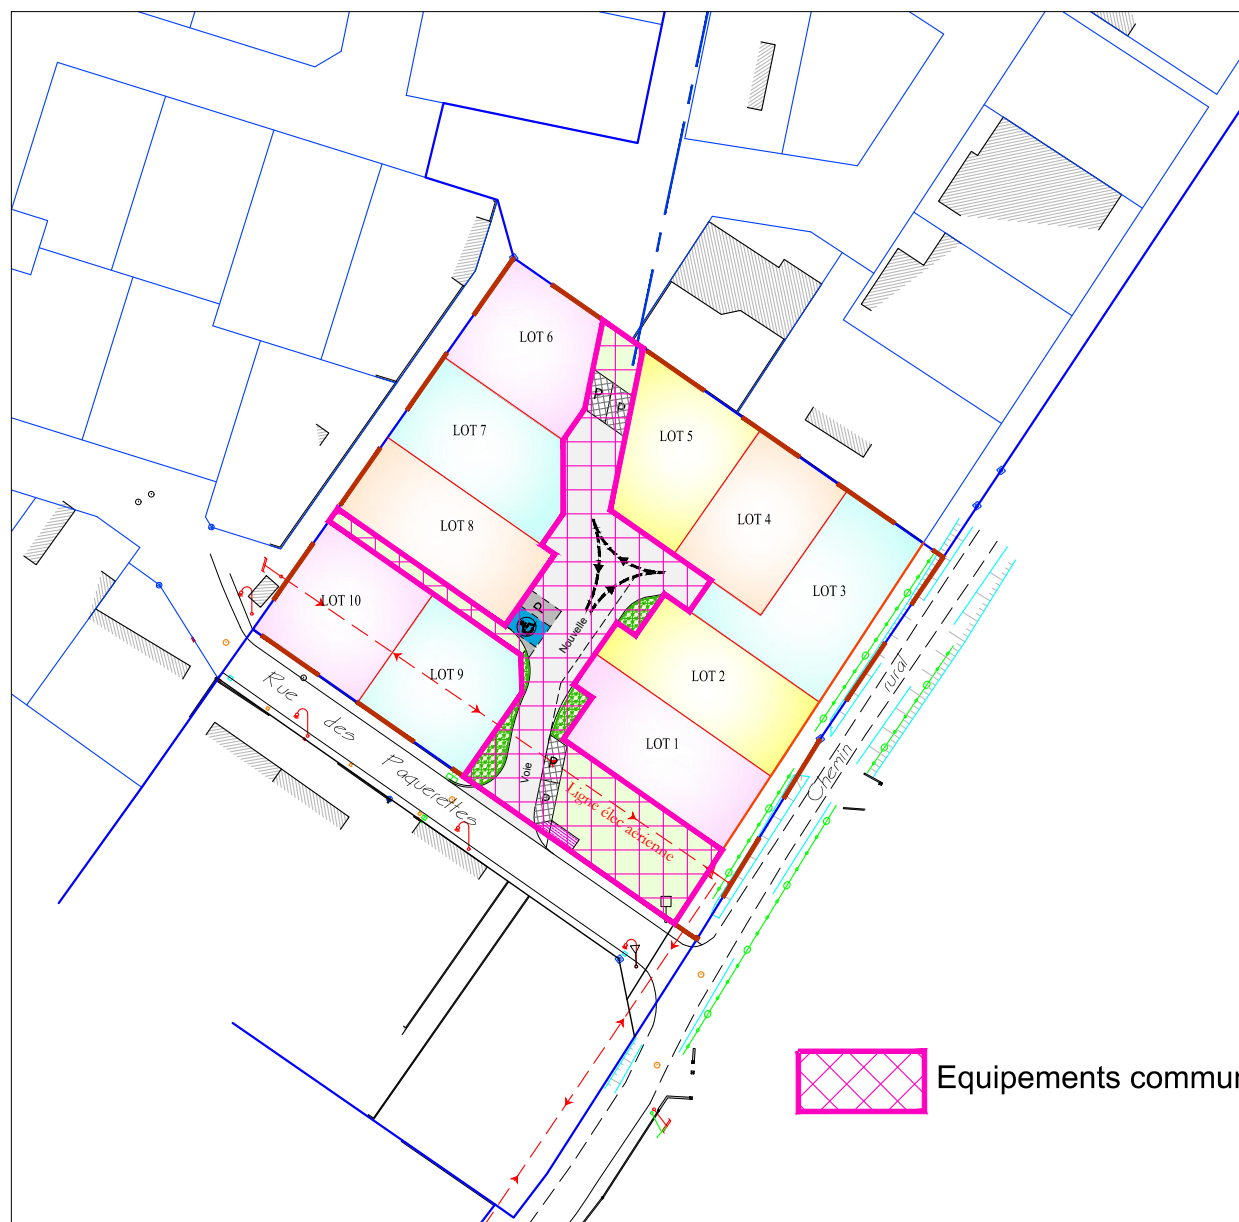 LOT 6
P
P
LOT 7
LOT 5
LOT 8
LOT 4
LOT 10
P
LOT 3
Nouvelle
LOT 9
LOT 2
rural
Rue des Paquerettes
LOT 1
Chemin
P
Voie
P
Ligne élec aérienne
Equipements commun